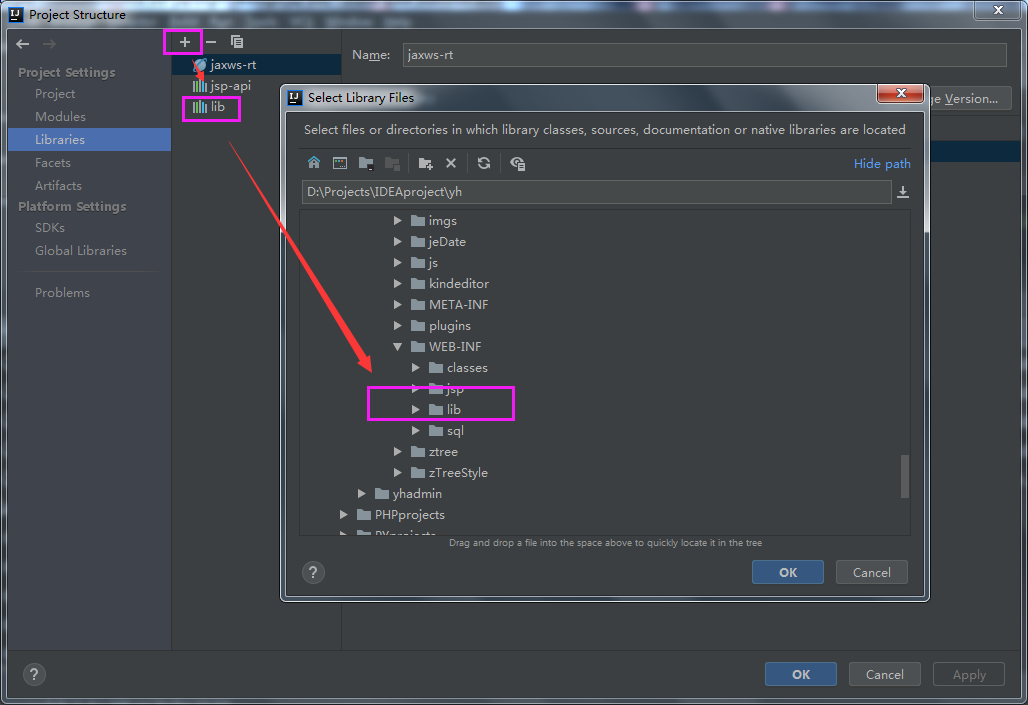 Project Structure
Project Settings
Project
Modules
Libraries
Facets
Artifacts
Platform Settings
SDKs
Global Libraries
Problems
jaxws-rt
jsp-api
lib
Name: jaxws-rt
Version...
Select Library Files
Select files or directories in which library classes, sources, documentation or native libraries are located
Hide path
D:\Projects\IDEAproject\yh
imgs
jeDate
js
kindeditor
META-INF
plugins
WEB-INF
classes
jsp
lib
sql
ztree
zTreeStyle
yhadmin
PHPprojects
PYprojects
Drag and drop a file into the space above to quickly locate it in the tree
? OK Cancel
? OK Cancel Apply